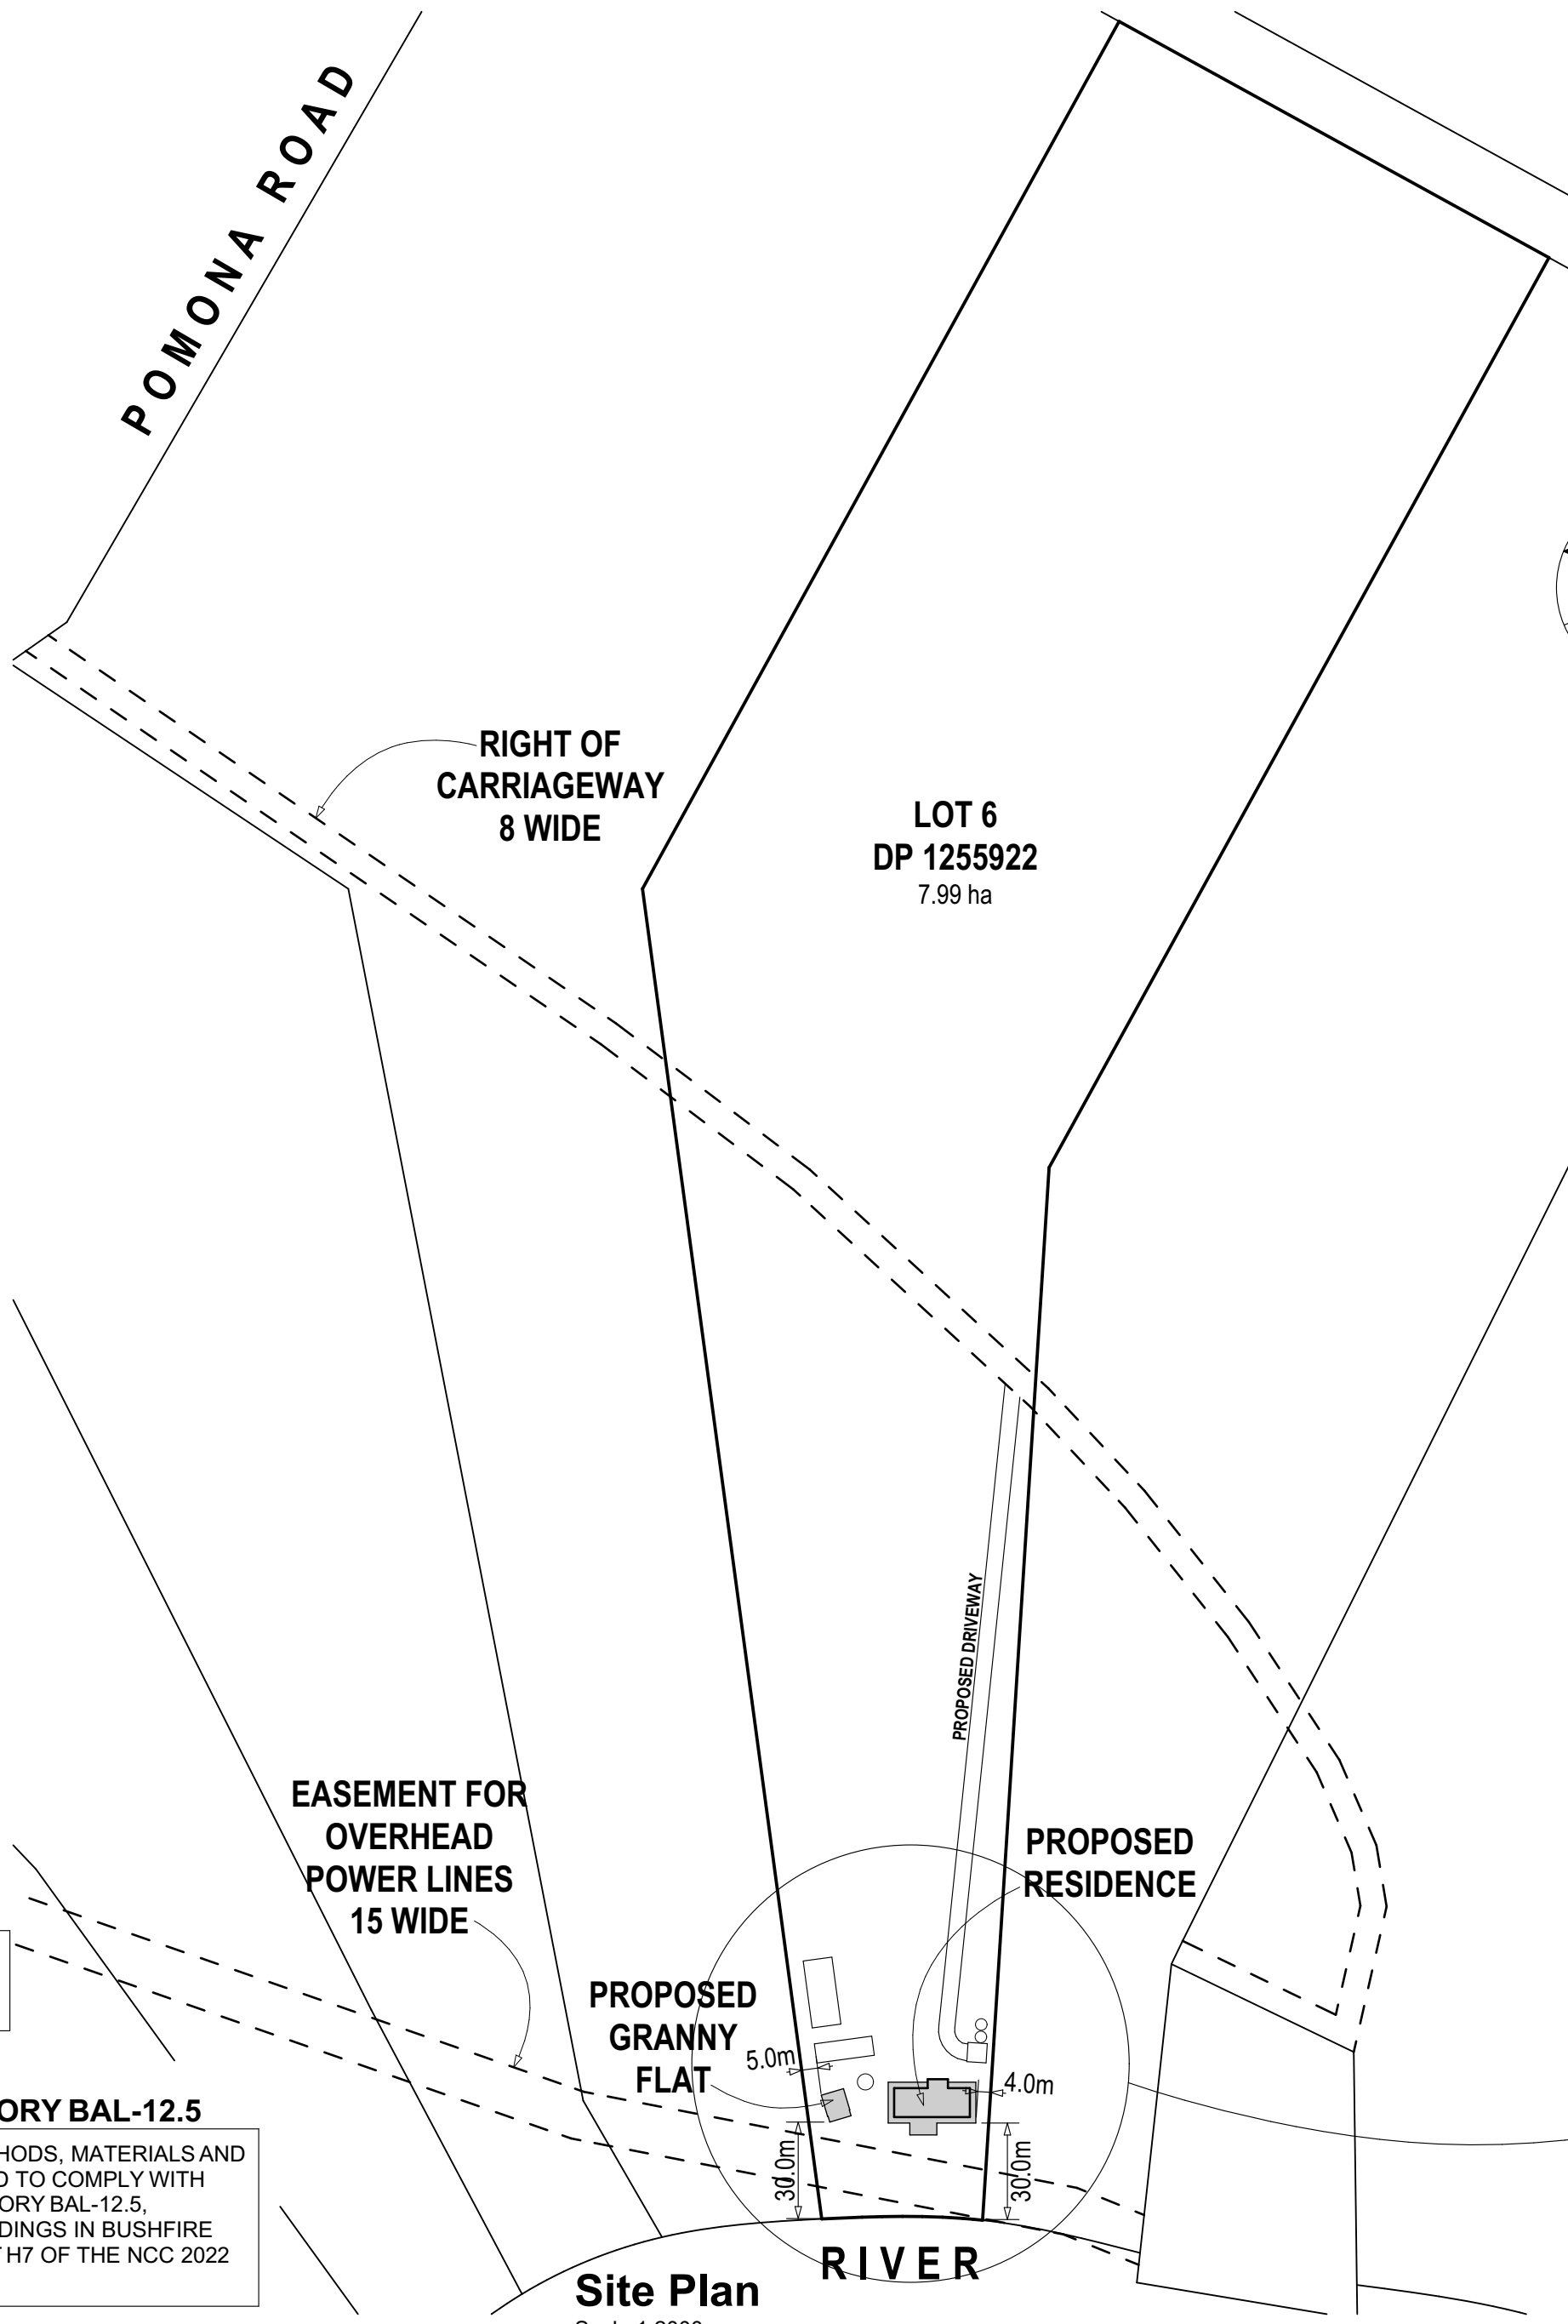 POMONA ROAD
RIGHT OF
CARRIAGEWAY
8 WIDE
LOT 6
DP 1255922
7.99 ha
PROPOSED DRIVEWAY
EASEMENT FOR
OVERHEAD
POWER LINES
15 WIDE
PROPOSED
RESIDENCE
PROPOSED
GRANNY
FLAT
5.0m
4.0m
30.0m
30.0m
RIVER
ORY BAL-12.5
HODS, MATERIALS AND
D TO COMPLY WITH
ORY BAL-12.5,
DINGS IN BUSHFIRE
H7 OF THE NCC 2022
Site Plan